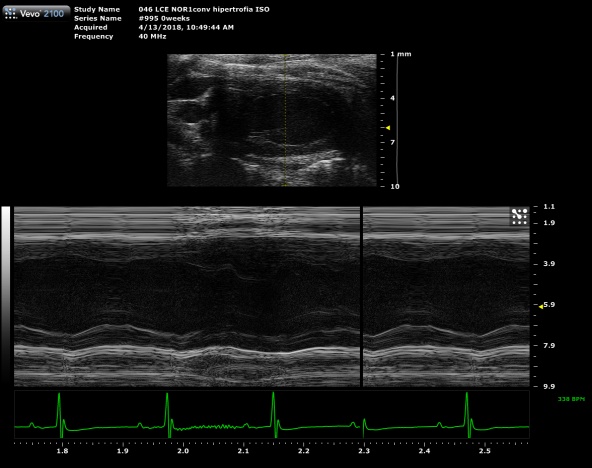 Vevo 2100
Study Name 046 LCE NOR1conv hipertrofia ISO
Series Name #995 0weeks
Acquired 4/13/2018, 10:49:44 AM
Frequency 40 MHz
1 mm
4
7
10
1.1
1.9
3.9
5.9
7.9
9.9
338 BPM
1.8 1.9 2.0 2.1 2.2 2.3 2.4 2.5